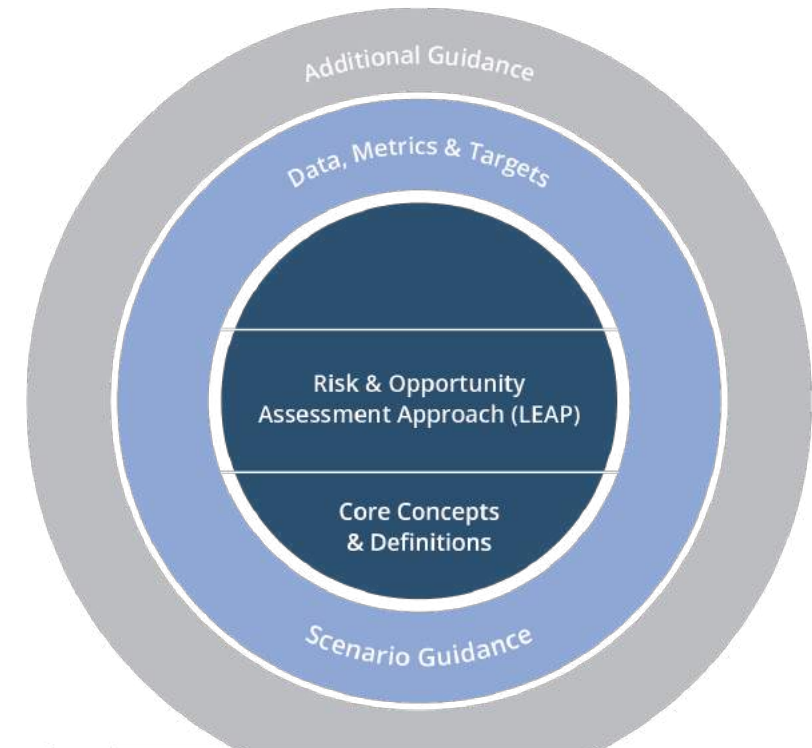 Additional Guidance
Data, Metrics & Targets
Risk & Opportunity
Assessment Approach (LEAP)
Core Concepts
& Definitions
Scenario Guidance